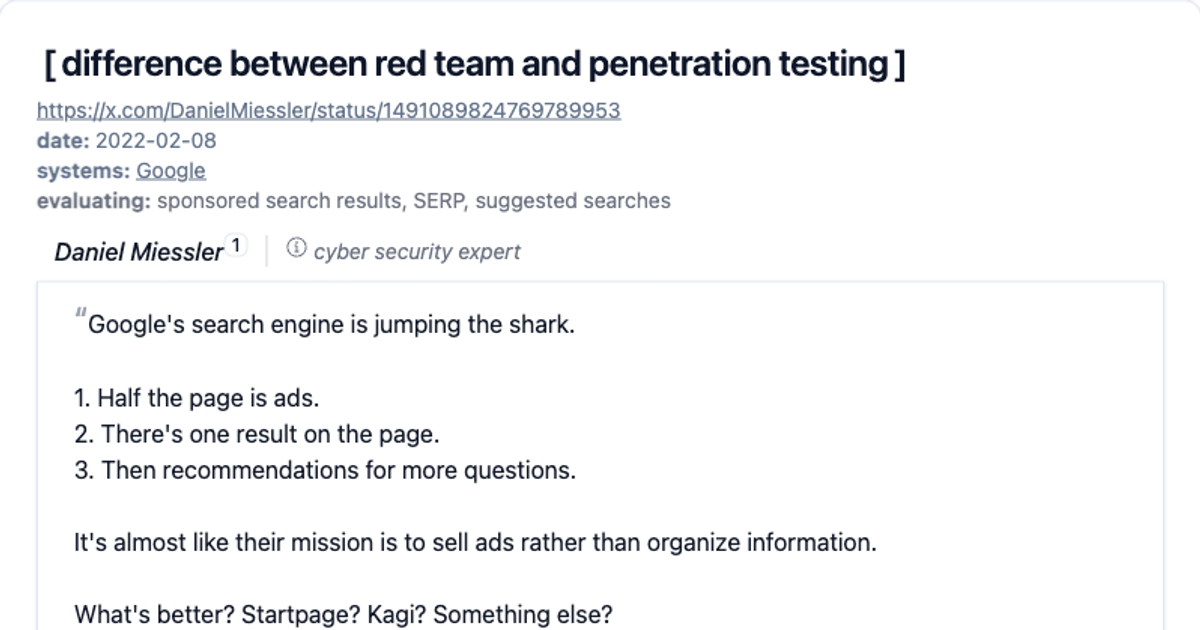 [ difference between red team and penetration testing ]
https://x.com/DanielMiessler/status/1491089824769789953
date: 2022-02-08
systems: Google
evaluating: sponsored search results, SERP, suggested searches
Daniel Miessler 1 ⓘ cyber security expert
"Google's search engine is jumping the shark.
1. Half the page is ads.
2. There's one result on the page.
3. Then recommendations for more questions.
It's almost like their mission is to sell ads rather than organize information.
What's better? Startpage? Kagi? Something else?